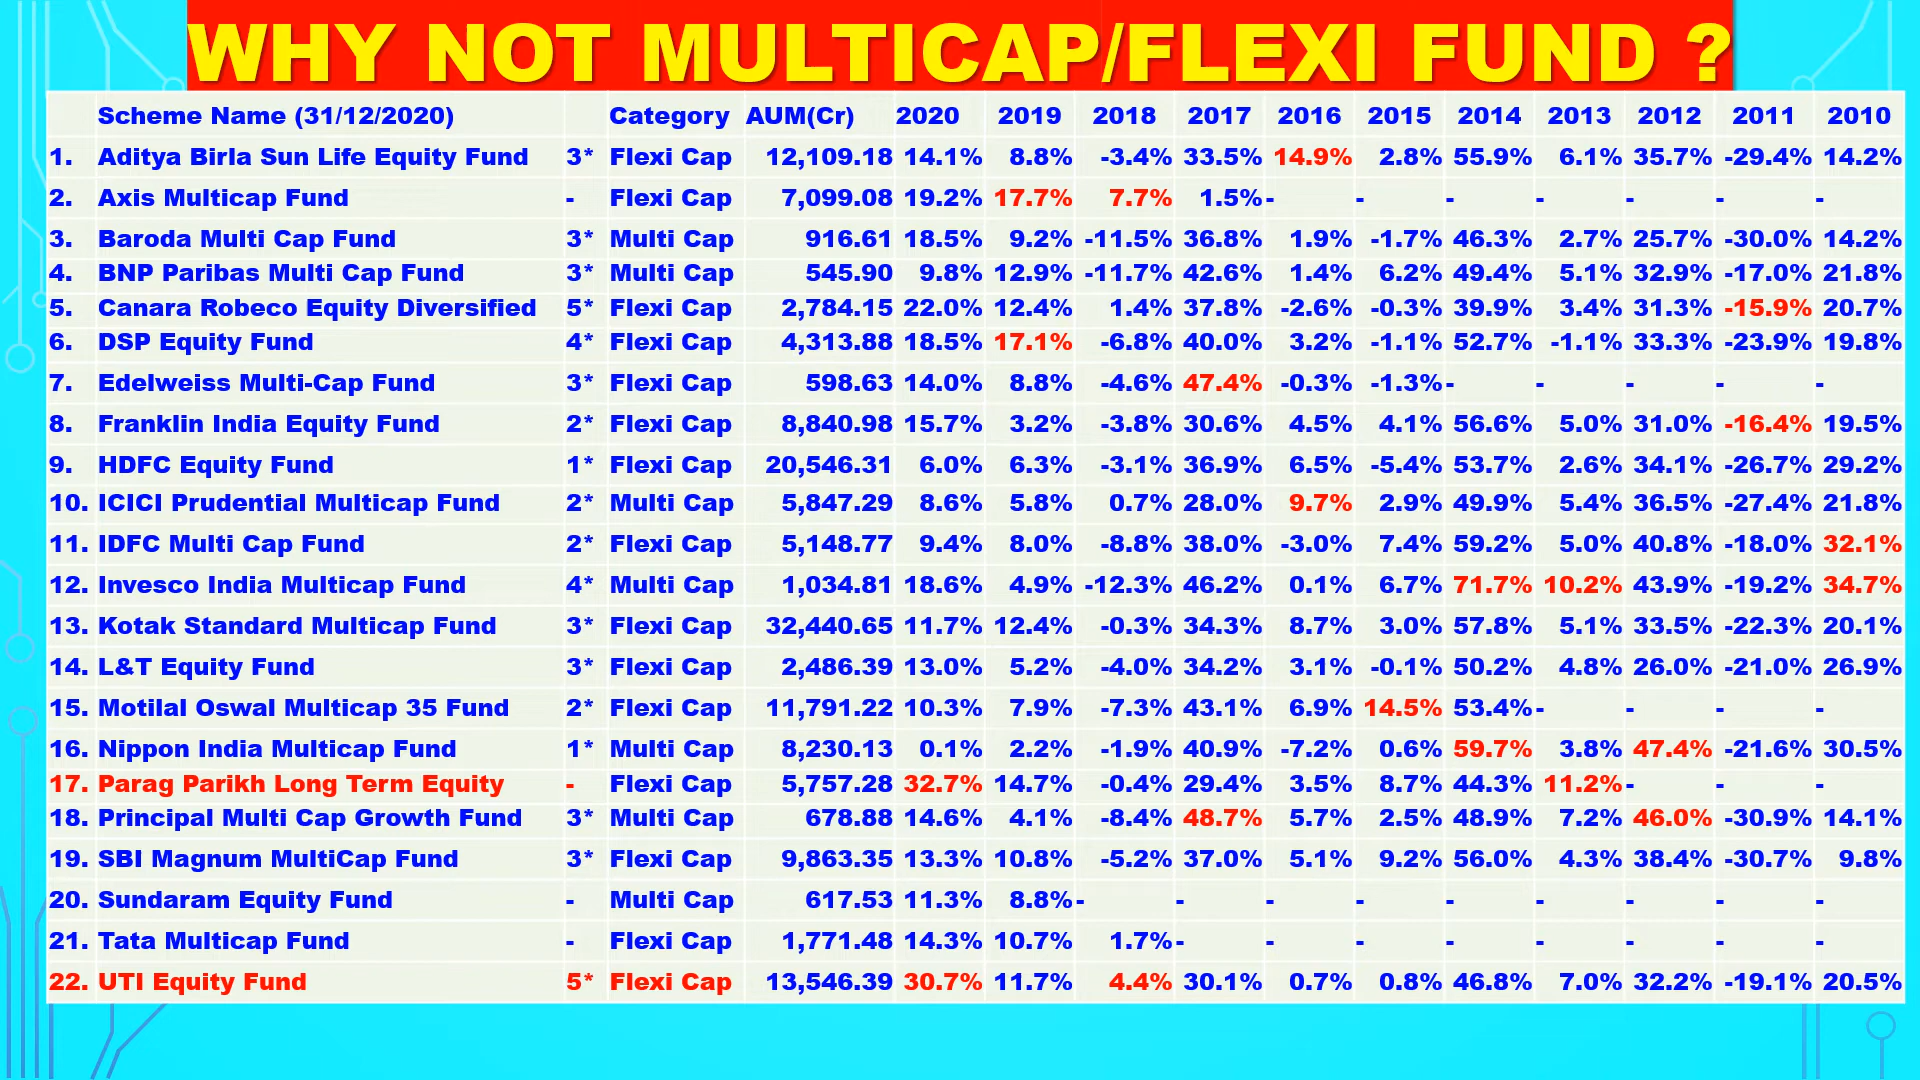 WHY NOT MULTICAP/FLEXI FUND ?
Scheme Name (31/12/2020) Category AUM(Cr) 2020 2019 2018 2017 2016 2015 2014 2013 2012 2011 2010
1. Aditya Birla Sun Life Equity Fund 3* Flexi Cap 12,109.18 14.1% 8.8% -3.4% 33.5% 14.9% 2.8% 55.9% 6.1% 35.7% -29.4% 14.2%
2. Axis Multicap Fund - Flexi Cap 7,099.08 19.2% 17.7% 7.7% 1.5% - - - - - - -
3. Baroda Multi Cap Fund 3* Multi Cap 916.61 18.5% 9.2% -11.5% 36.8% 1.9% -1.7% 46.3% 2.7% 25.7% -30.0% 14.2%
4. BNP Paribas Multi Cap Fund 3* Multi Cap 545.90 9.8% 12.9% -11.7% 42.6% 1.4% 6.2% 49.4% 5.1% 32.9% -17.0% 21.8%
5. Canara Robeco Equity Diversified 5* Flexi Cap 2,784.15 22.0% 12.4% 1.4% 37.8% -2.6% -0.3% 39.9% 3.4% 31.3% -15.9% 20.7%
6. DSP Equity Fund 4* Flexi Cap 4,313.88 18.5% 17.1% -6.8% 40.0% 3.2% -1.1% 52.7% -1.1% 33.3% -23.9% 19.8%
7. Edelweiss Multi-Cap Fund 3* Flexi Cap 598.63 14.0% 8.8% -4.6% 47.4% -0.3% -1.3% - - - - -
8. Franklin India Equity Fund 2* Flexi Cap 8,840.98 15.7% 3.2% -3.8% 30.6% 4.5% 4.1% 56.6% 5.0% 31.0% -16.4% 19.5%
9. HDFC Equity Fund 1* Flexi Cap 20,546.31 6.0% 6.3% -3.1% 36.9% 6.5% -5.4% 53.7% 2.6% 34.1% -26.7% 29.2%
10. ICICI Prudential Multicap Fund 2* Multi Cap 5,847.29 8.6% 5.8% 0.7% 28.0% 9.7% 2.9% 49.9% 5.4% 36.5% -27.4% 21.8%
11. IDFC Multi Cap Fund 2* Flexi Cap 5,148.77 9.4% 8.0% -8.8% 38.0% -3.0% 7.4% 59.2% 5.0% 40.8% -18.0% 32.1%
12. Invesco India Multicap Fund 4* Multi Cap 1,034.81 18.6% 4.9% -12.3% 46.2% 0.1% 6.7% 71.7% 10.2% 43.9% -19.2% 34.7%
13. Kotak Standard Multicap Fund 3* Flexi Cap 32,440.65 11.7% 12.4% -0.3% 34.3% 8.7% 3.0% 57.8% 5.1% 33.5% -22.3% 20.1%
14. L&T Equity Fund 3* Flexi Cap 2,486.39 13.0% 5.2% -4.0% 34.2% 3.1% -0.1% 50.2% 4.8% 26.0% -21.0% 26.9%
15. Motilal Oswal Multicap 35 Fund 2* Flexi Cap 11,791.22 10.3% 7.9% -7.3% 43.1% 6.9% 14.5% 53.4% - - - -
16. Nippon India Multicap Fund 1* Multi Cap 8,230.13 0.1% 2.2% -1.9% 40.9% -7.2% 0.6% 59.7% 3.8% 47.4% -21.6% 30.5%
17. Parag Parikh Long Term Equity - Flexi Cap 5,757.28 32.7% 14.7% -0.4% 29.4% 3.5% 8.7% 44.3% 11.2% - - -
18. Principal Multi Cap Growth Fund 3* Multi Cap 678.88 14.6% 4.1% -8.4% 48.7% 5.7% 2.5% 48.9% 7.2% 46.0% -30.9% 14.1%
19. SBI Magnum MultiCap Fund 3* Flexi Cap 9,863.35 13.3% 10.8% -5.2% 37.0% 5.1% 9.2% 56.0% 4.3% 38.4% -30.7% 9.8%
20. Sundaram Equity Fund - Multi Cap 617.53 11.3% 8.8% - - - - - - - - -
21. Tata Multicap Fund - Flexi Cap 1,771.48 14.3% 10.7% 1.7% - - - - - - - -
22. UTI Equity Fund 5* Flexi Cap 13,546.39 30.7% 11.7% 4.4% 30.1% 0.7% 0.8% 46.8% 7.0% 32.2% -19.1% 20.5%